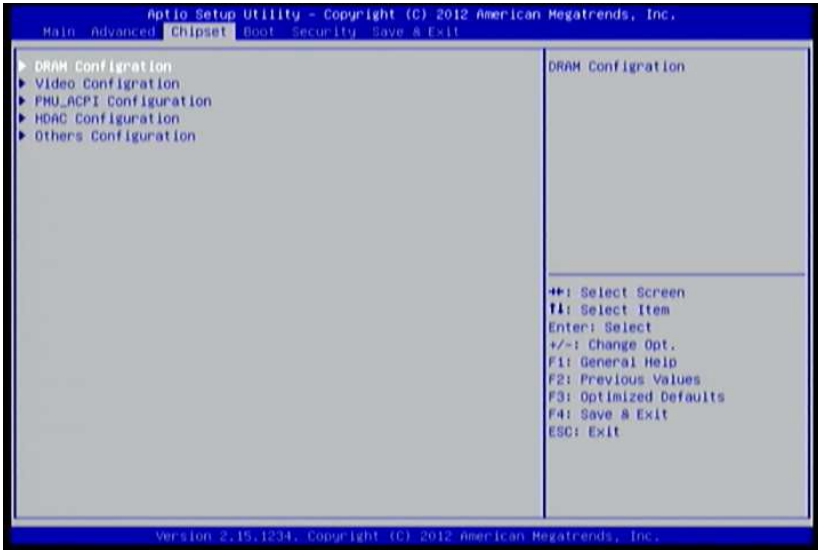 Aptio Setup Utility - Copyright (C) 2012 American Megatrends, Inc.
Main Advanced Chipset Boot Security Save & Exit
DRAM Configration
Video Configration
PMU_ACPI Configuration
HDAC Configuration
Others Configuration
DRAM Configration
: Select Screen
: Select Item
Enter: Select
+/-: Change Opt.
F1: General Help
F2: Previous Values
F3: Optimized Defaults
F4: Save & Exit
ESC: Exit
Version 2.15.1234. Copyright (C) 2012 American Megatrends, Inc.